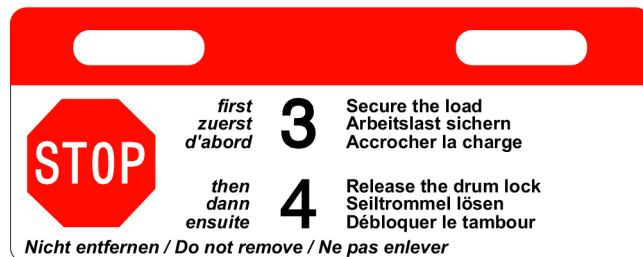 STOP
first 3 Secure the load
zuerst Arbeitslast sichern
d'abord Accrocher la charge
then 4 Release the drum lock
dann Seiltrommel lösen
ensuite Débloquer le tambour
Nicht entfernen / Do not remove / Ne pas enlever